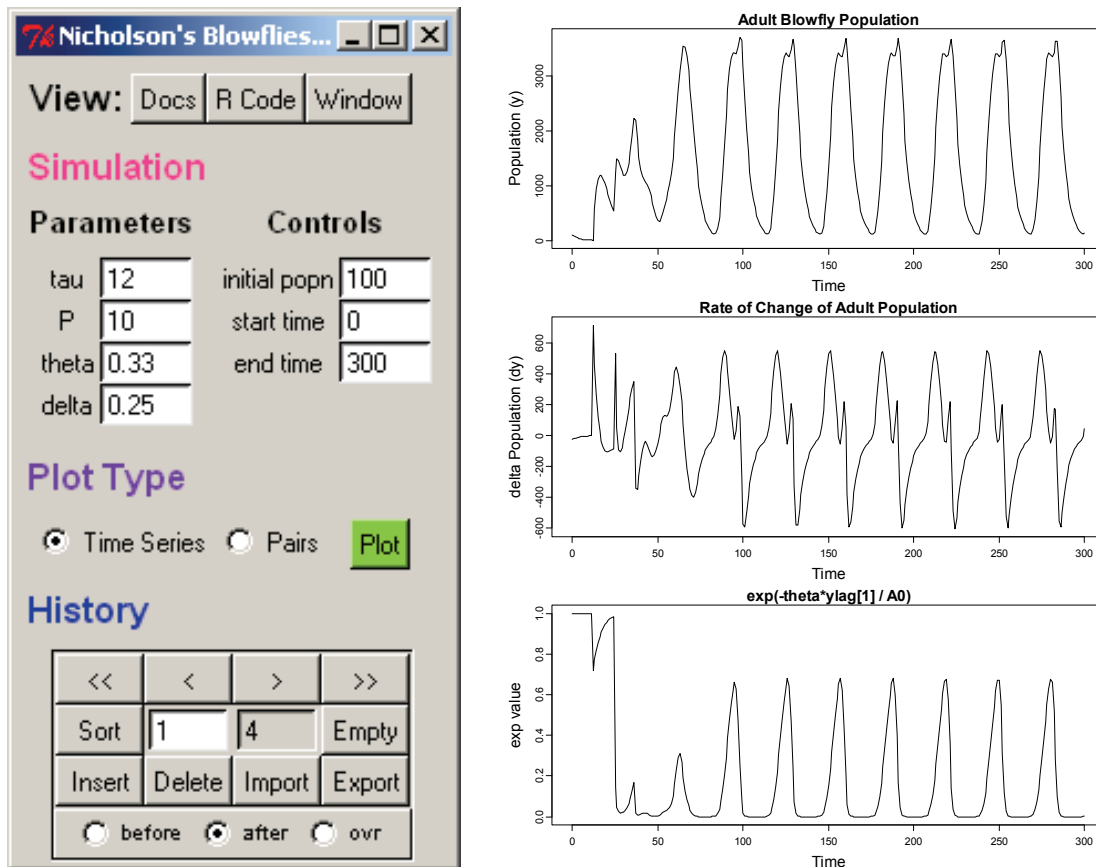 Nicholson's Blowflies...
View: Docs R Code Window
Simulation
Parameters Controls
tau 12 initial popn 100
P 10 start time 0
theta 0.33 end time 300
delta 0.25
Plot Type
Time Series Pairs Plot
History
<< < > >>
Sort 1 4 Empty
Insert Delete Import Export
before after ovr
Adult Blowfly Population
Population (y)
3000
2000
1000
0
0 50 100 150 200 250 300
Time
Rate of Change of Adult Population
delta Population (dy)
600
400
200
0
-200
-400
-600
0 50 100 150 200 250 300
Time
exp(-theta*ylag[1] / A0)
exp value
1.0
0.8
0.6
0.4
0.2
0.0
0 50 100 150 200 250 300
Time